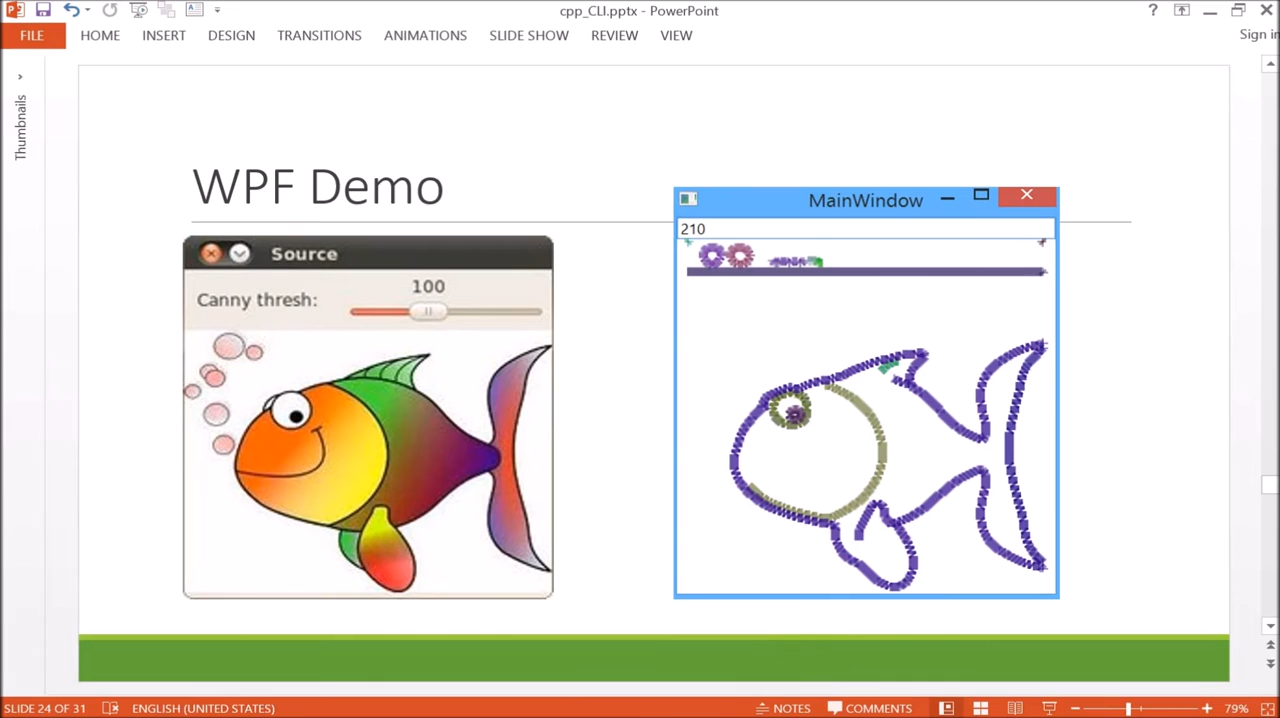 cpp_CLI.pptx - PowerPoint
?
Sign in
FILE HOME INSERT DESIGN TRANSITIONS ANIMATIONS SLIDE SHOW REVIEW VIEW
Thumbnails
WPF Demo
Source
Canny thresh:
100
MainWindow
210
SLIDE 24 OF 31 ENGLISH (UNITED STATES) NOTES COMMENTS 79%